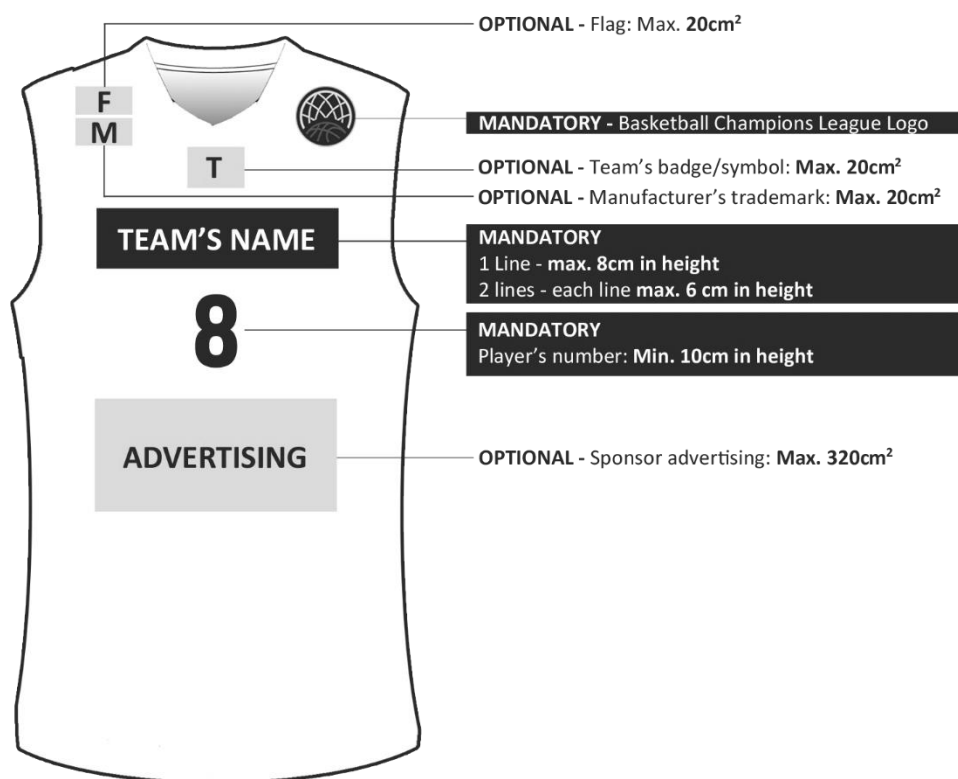 OPTIONAL - Flag: Max. 20cm²
F
M
MANDATORY - Basketball Champions League Logo
T
OPTIONAL - Team's badge/symbol: Max. 20cm²
OPTIONAL - Manufacturer's trademark: Max. 20cm²
TEAM'S NAME
MANDATORY
1 Line - max. 8cm in height
2 lines - each line max. 6 cm in height
8
MANDATORY
Player's number: Min. 10cm in height
ADVERTISING
OPTIONAL - Sponsor advertising: Max. 320cm²